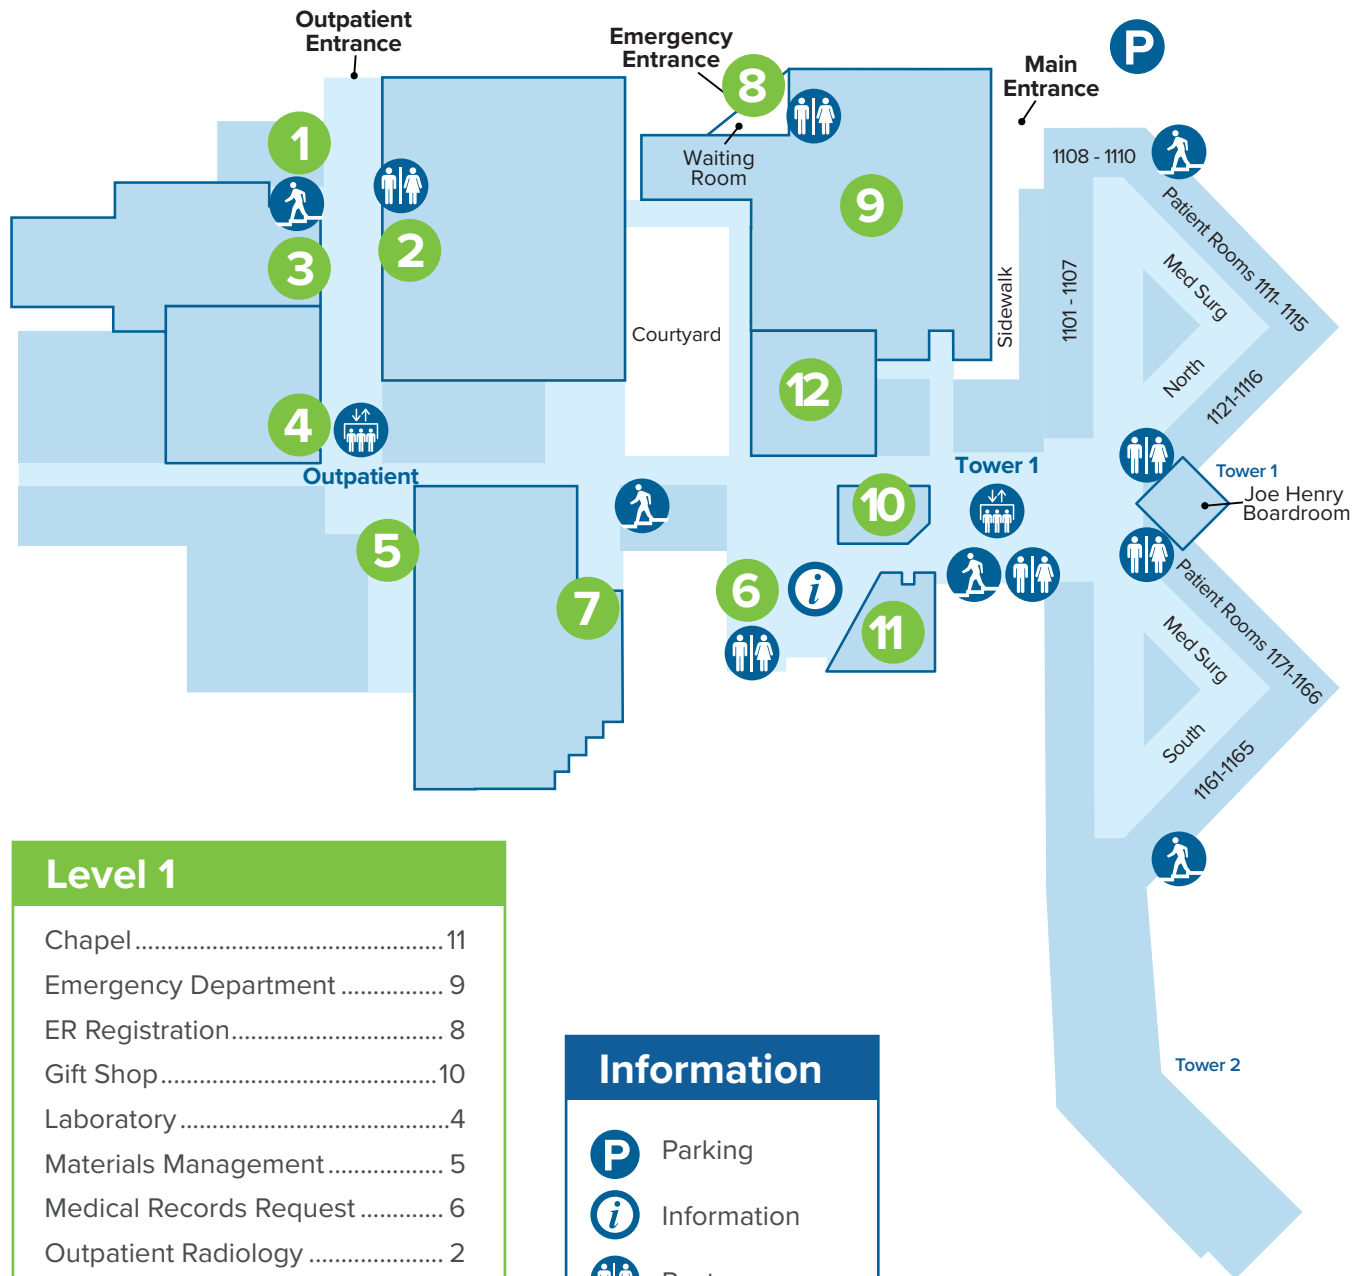 Outpatient
Entrance
Emergency
Entrance
Main
Entrance
P
1
8
Waiting
Room
1108 - 1110
Patient Rooms 1111- 1115
2
9
3
Med Surg
Sidewalk
1101 - 1107
Courtyard
North
12
1121-1116
4
Outpatient
Tower 1
Tower 1
Joe Henry
Boardroom
10
5
i
6
7
11
Patient Rooms 1171-1166
Med Surg
South
1161-1165
Tower 2
Level 1
Chapel........................................11
Emergency Department ................ 9
ER Registration........................... 8
Gift Shop....................................10
Laboratory..................................4
Materials Management............... 5
Medical Records Request ............. 6
Outpatient Radiology ................. 2
Information
P Parking
i Information